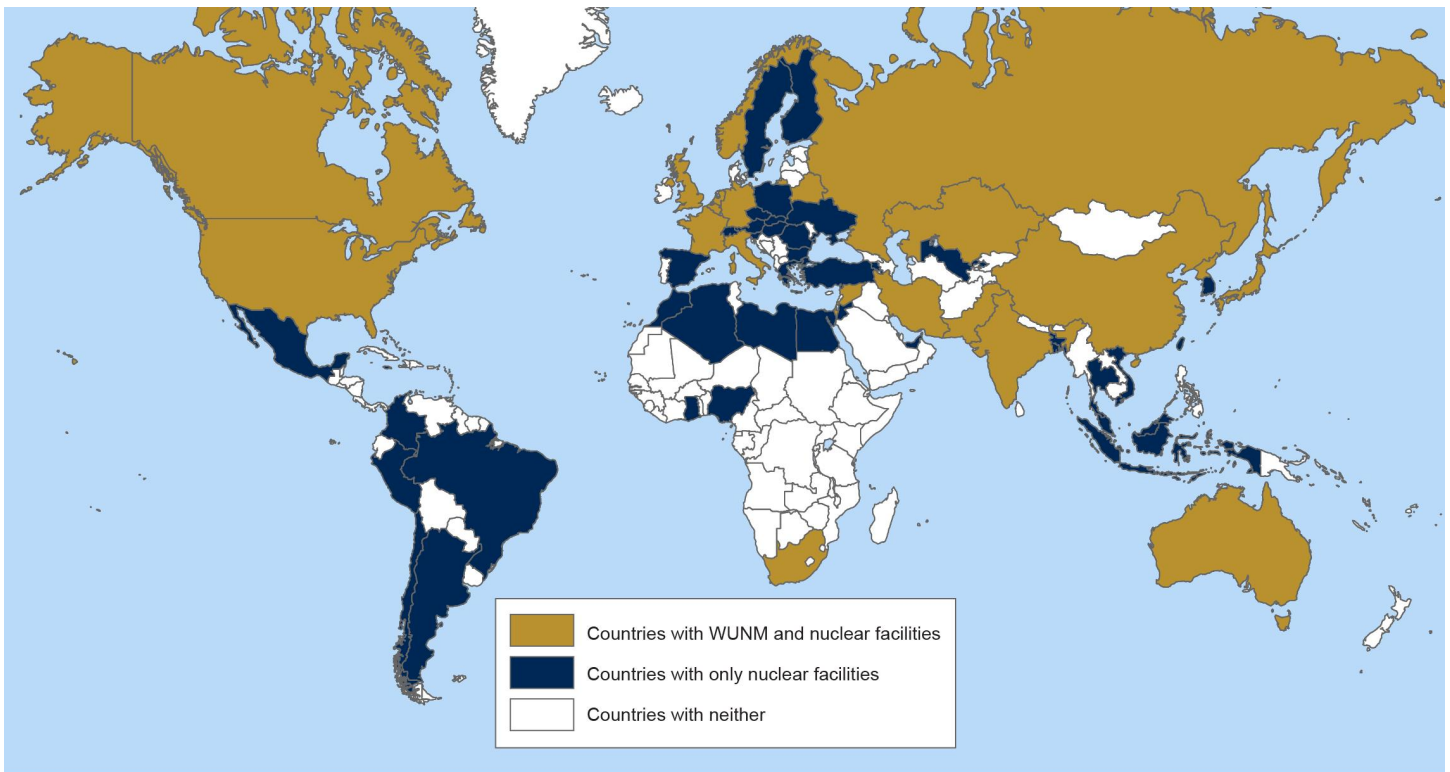 Countries with WUNM and nuclear facilities
Countries with only nuclear facilities
Countries with neither